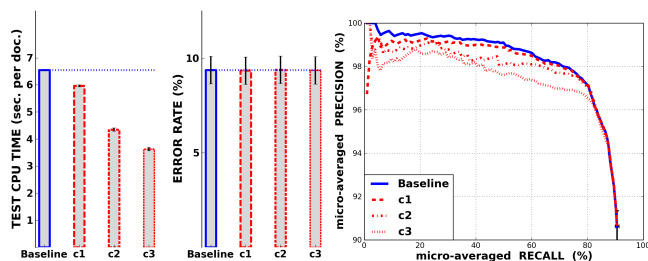 TEST CPU TIME (sec. per doc.)
7
6
5
4
3
2
1
Baseline c1 c2 c3
ERROR RATE (%)
10
5
Baseline c1 c2 c3
micro-averaged PRECISION (%)
100
98
96
94
92
90
Baseline
c1
c2
c3
0 20 40 60 80 100
micro-averaged RECALL (%)